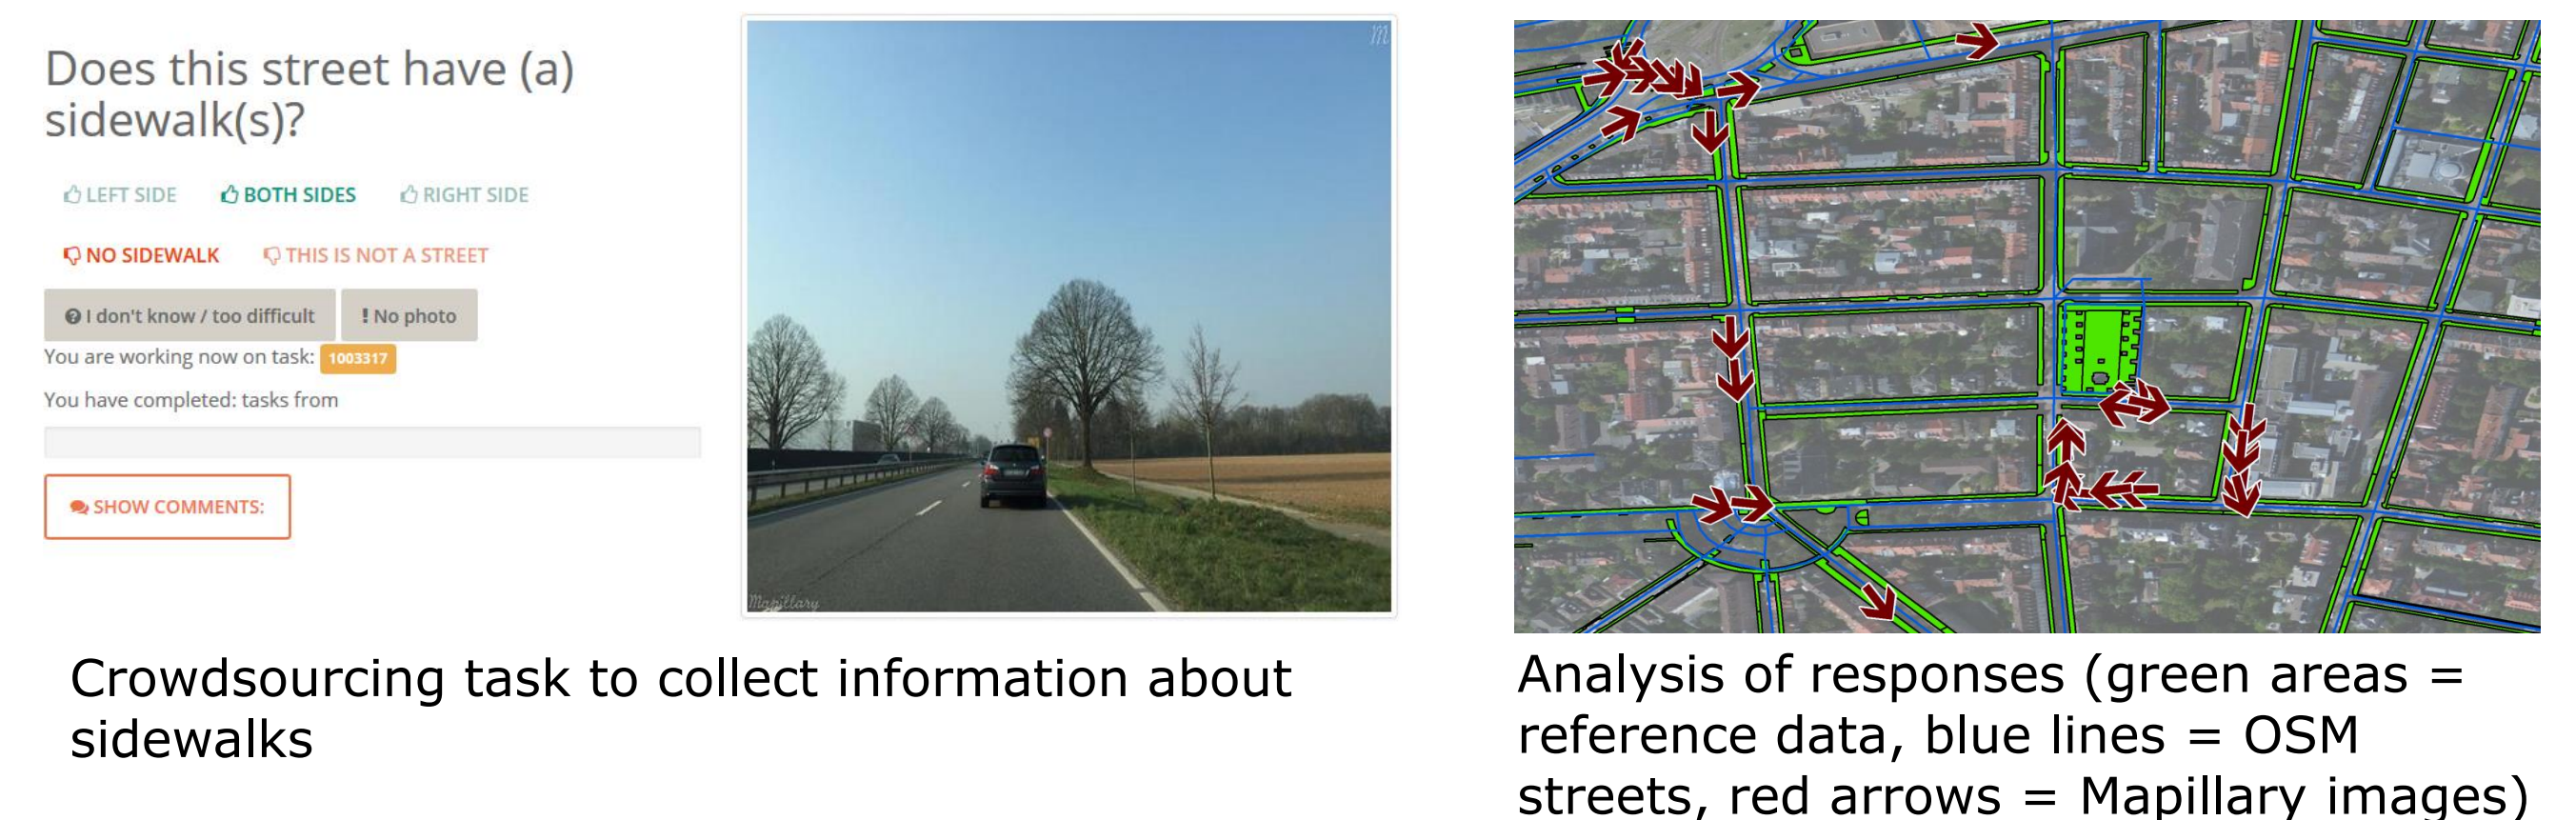 Does this street have (a)
sidewalk(s)?
LEFT SIDE BOTH SIDES RIGHT SIDE
NO SIDEWALK THIS IS NOT A STREET
I don't know / too difficult ! No photo
You are working now on task: 1003317
You have completed: tasks from
SHOW COMMENTS:
m
Mapillary
Crowdsourcing task to collect information about
sidewalks
Analysis of responses (green areas =
reference data, blue lines = OSM
streets, red arrows = Mapillary images)